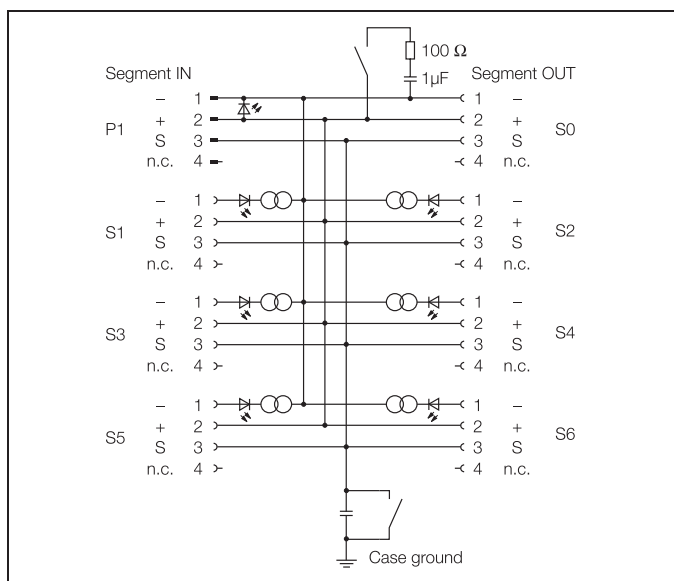 100 Ω
Segment IN 1µF Segment OUT
− 1 1 −
P1 + 2 2 + S0
S 3 3 S
n.c. 4 4 n.c.
− 1 1 −
S1 + 2 2 + S2
S 3 3 S
n.c. 4 4 n.c.
− 1 1 −
S3 + 2 2 + S4
S 3 3 S
n.c. 4 4 n.c.
− 1 1 −
S5 + 2 2 + S6
S 3 3 S
n.c. 4 4 n.c.
Case ground